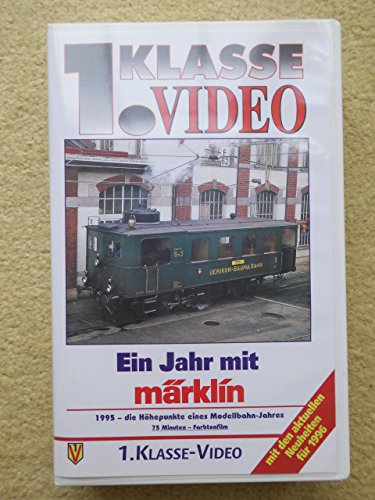 1. KLASSE
VIDEO
UERIKON-BAUMA BAHN
Ein Jahr mit
märklin
1995 – die Höhepunkte eines Modellbahn-Jahres
75 Minuten – Farbtonfilm
mit den aktuellen
Neuheiten
für 1996
V
1. KLASSE-VIDEO